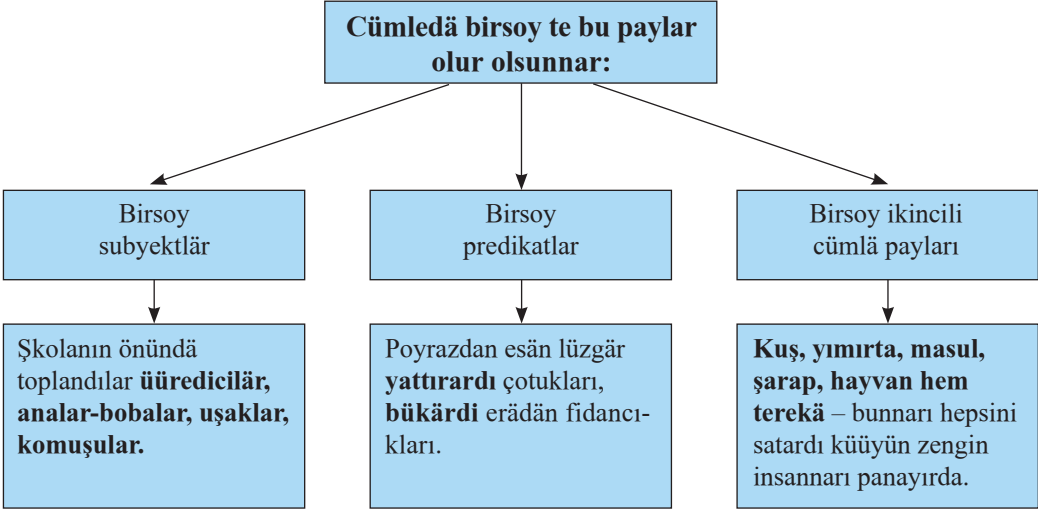 Cümledä birsoy te bu paylar
olur olsunnar:
Birsoy
subyektlär
Birsoy
predikatlar
Birsoy ikincili
cümlä payları
Şkolanın önündä
toplandılar üüredicilär,
analar-bobalar, uşaklar,
komuşular.
Poyrazdan esän lüzgär
yattırardı çotukları,
bükärdi erädän fidancı-
kları.
Kuş, yımırta, masul,
şarap, hayvan hem
terekä – bunnarı hepsini
satardı küüyün zengin
insannarı panayırda.